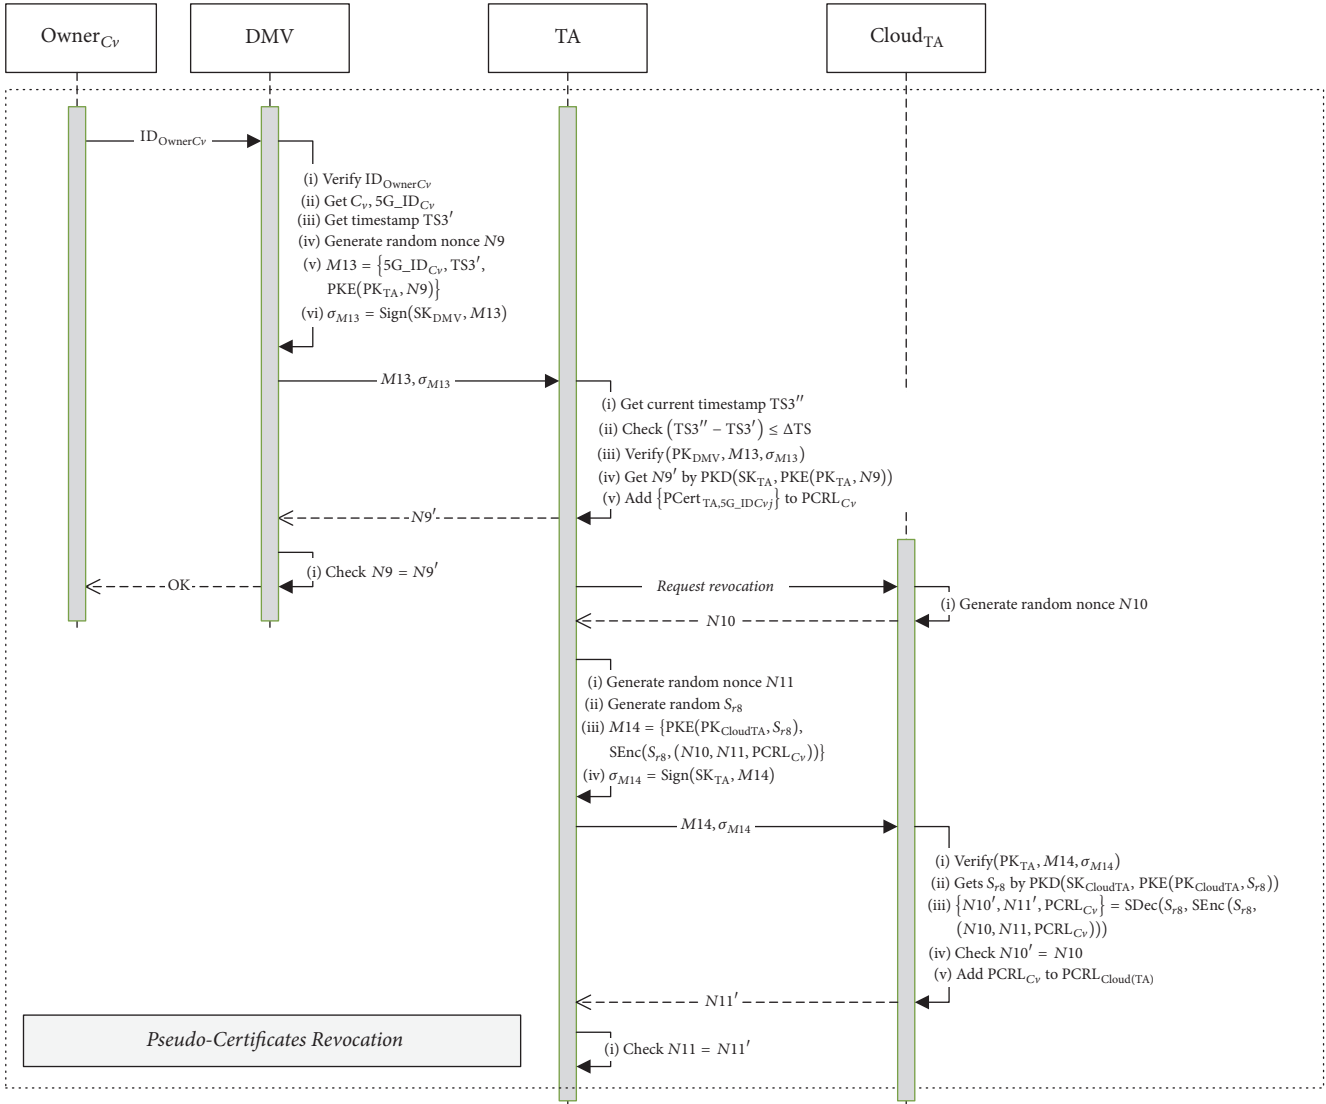 Owner_Cv
DMV
TA
Cloud_TA
ID_OwnerCv
(i) Verify ID_OwnerCv
(ii) Get C_v, 5G_ID_Cv
(iii) Get timestamp TS3′
(iv) Generate random nonce N9
(v) M13 = {5G_ID_Cv, TS3′,
PKE(PK_TA, N9)}
(vi) σ_M13 = Sign(SK_DMV, M13)
M13, σ_M13
(i) Get current timestamp TS3″
(ii) Check (TS3″ − TS3′) ≤ ΔTS
(iii) Verify(PK_DMV, M13, σ_M13)
(iv) Get N9′ by PKD(SK_TA, PKE(PK_TA, N9))
(v) Add {PCert_TA,5G_IDCvj} to PCRL_Cv
N9′
(i) Check N9 = N9′
OK
Request revocation
(i) Generate random nonce N10
N10
(i) Generate random nonce N11
(ii) Generate random S_r8
(iii) M14 = {PKE(PK_CloudTA, S_r8),
SEnc(S_r8, (N10, N11, PCRL_Cv))}
(iv) σ_M14 = Sign(SK_TA, M14)
M14, σ_M14
(i) Verify(PK_TA, M14, σ_M14)
(ii) Gets S_r8 by PKD(SK_CloudTA, PKE(PK_CloudTA, S_r8))
(iii) {N10′, N11′, PCRL_Cv} = SDec(S_r8, SEnc(S_r8,
(N10, N11, PCRL_Cv)))
(iv) Check N10′ = N10
(v) Add PCRL_Cv to PCRL_Cloud(TA)
N11′
Pseudo-Certificates Revocation
(i) Check N11 = N11′